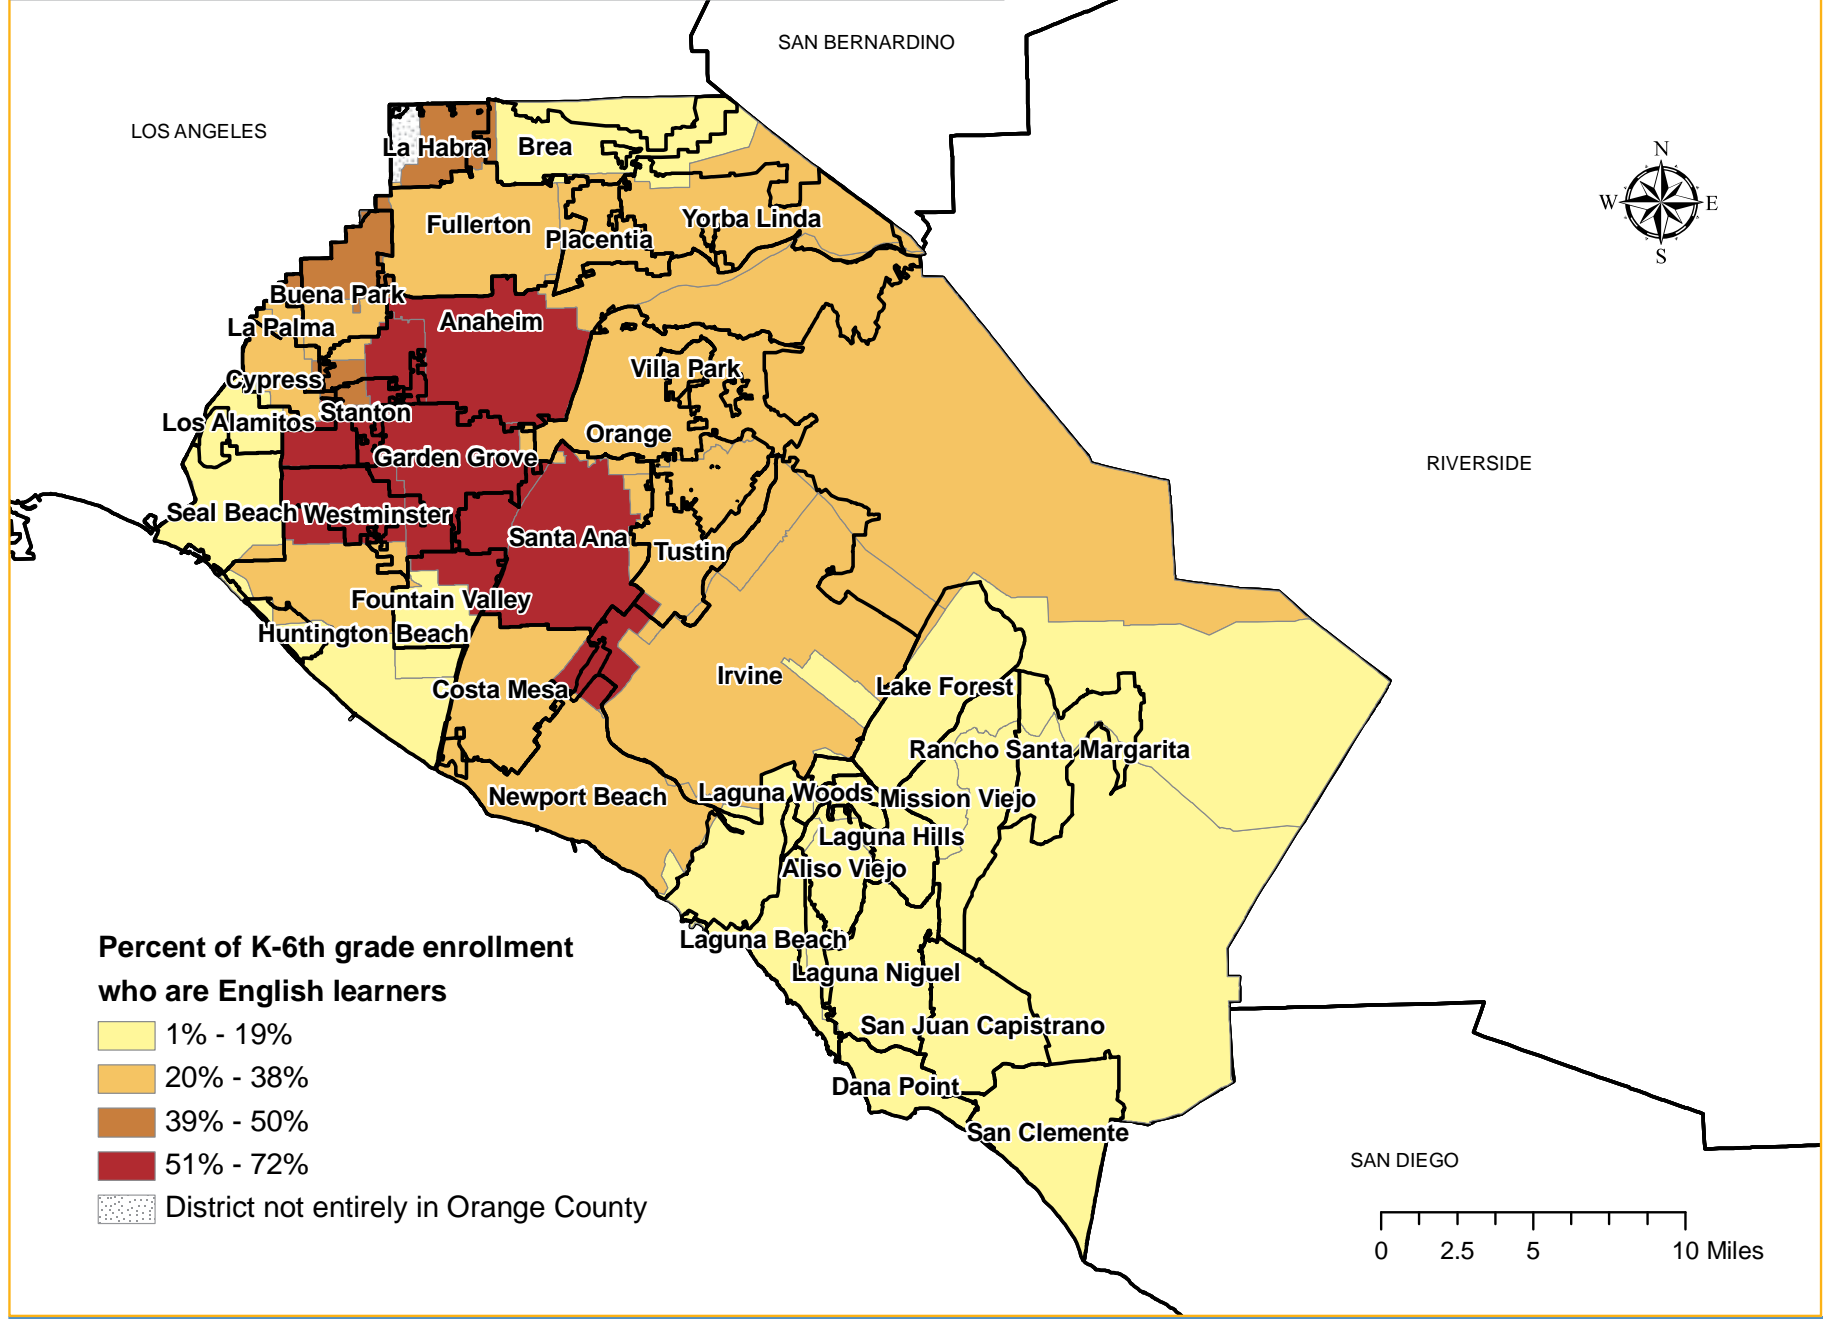 SAN BERNARDINO
LOS ANGELES
N
W E
S
La Habra
Brea
Fullerton
Placentia
Yorba Linda
Buena Park
La Palma
Anaheim
Villa Park
Cypress
Stanton
Los Alamitos
Orange
Garden Grove
RIVERSIDE
Seal Beach
Westminster
Santa Ana
Tustin
Fountain Valley
Huntington Beach
Costa Mesa
Irvine
Lake Forest
Rancho Santa Margarita
Newport Beach
Laguna Woods
Mission Viejo
Laguna Hills
Aliso Viejo
Laguna Beach
Laguna Niguel
San Juan Capistrano
Dana Point
San Clemente
SAN DIEGO
Percent of K-6th grade enrollment
who are English learners
1% - 19%
20% - 38%
39% - 50%
51% - 72%
District not entirely in Orange County
0 2.5 5 10 Miles